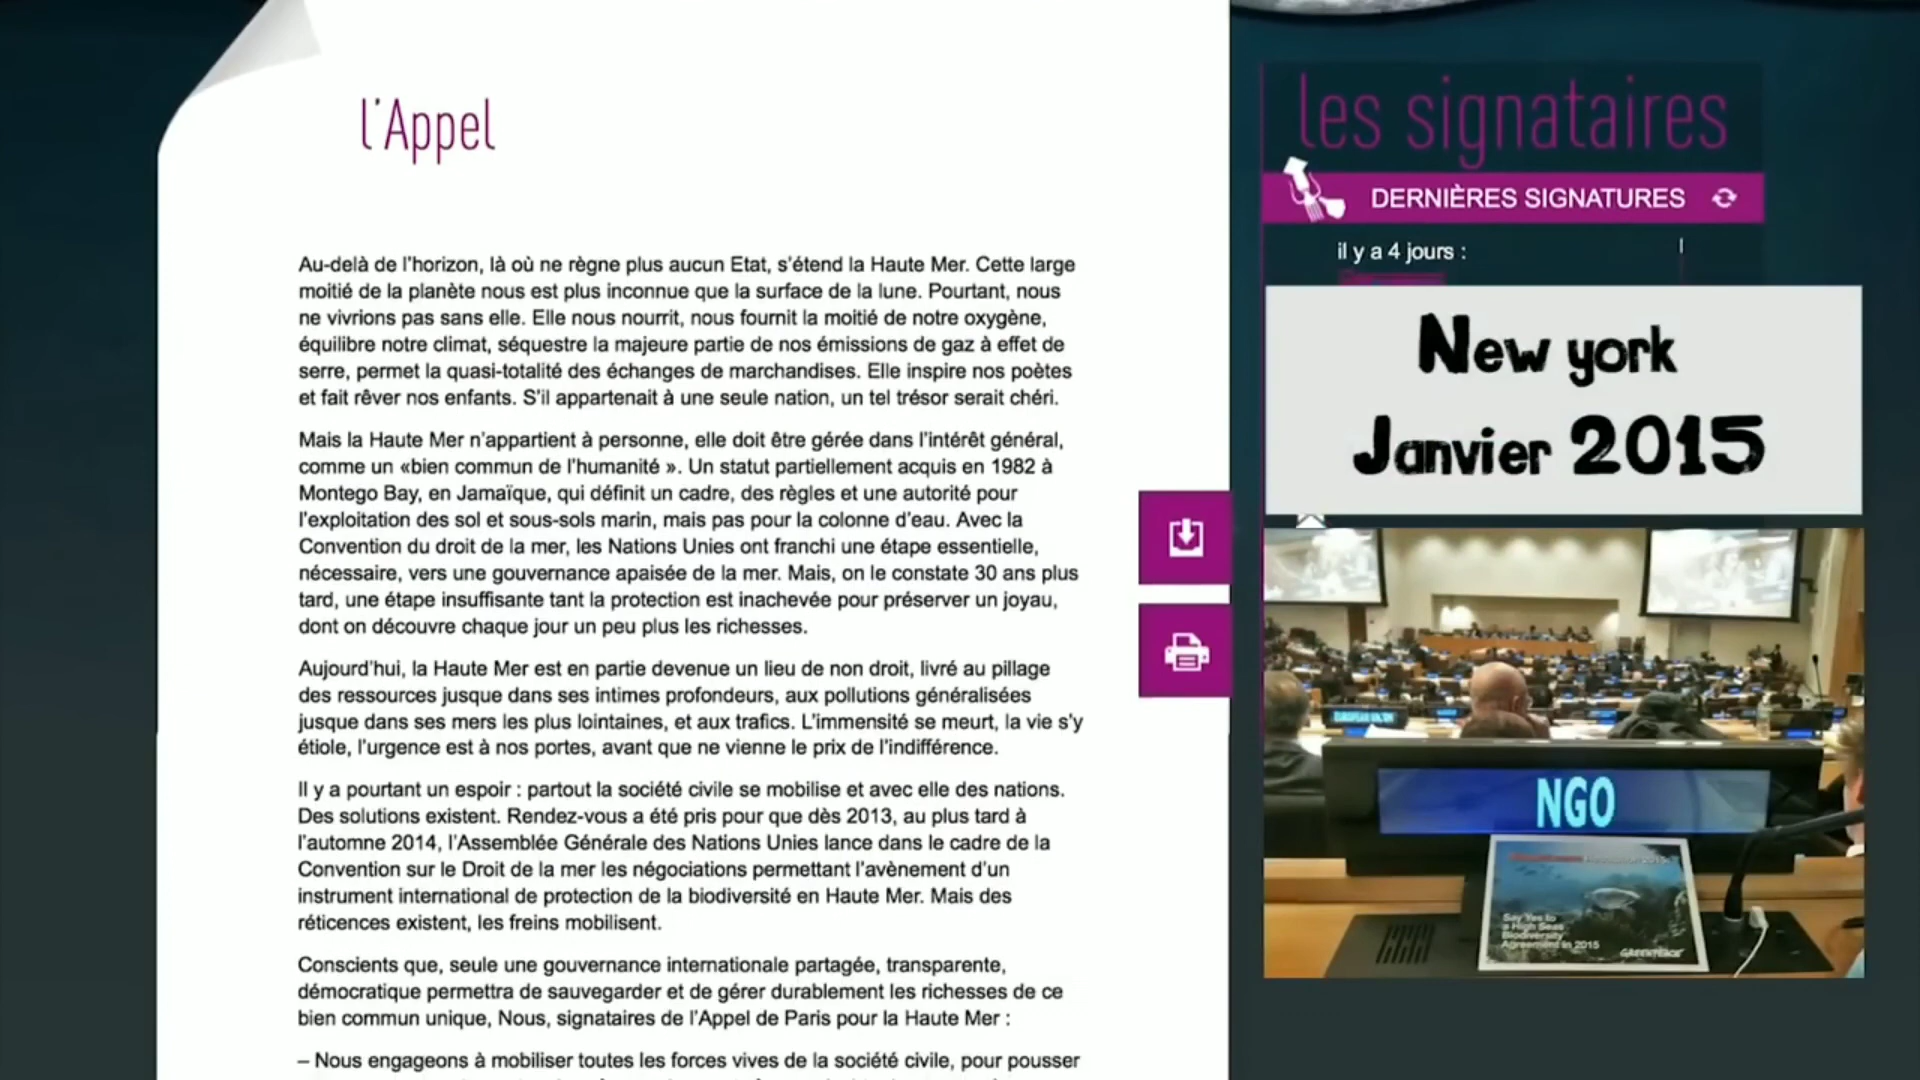 l'Appel
Au-delà de l'horizon, là où ne règne plus aucun Etat, s'étend la Haute Mer. Cette large
moitié de la planète nous est plus inconnue que la surface de la lune. Pourtant, nous
ne vivrions pas sans elle. Elle nous nourrit, nous fournit la moitié de notre oxygène,
équilibre notre climat, séquestre la majeure partie de nos émissions de gaz à effet de
serre, permet la quasi-totalité des échanges de marchandises. Elle inspire nos poètes
et fait rêver nos enfants. S'il appartenait à une seule nation, un tel trésor serait chéri.
Mais la Haute Mer n'appartient à personne, elle doit être gérée dans l'intérêt général,
comme un «bien commun de l'humanité ». Un statut partiellement acquis en 1982 à
Montego Bay, en Jamaïque, qui définit un cadre, des règles et une autorité pour
l'exploitation des sol et sous-sols marin, mais pas pour la colonne d'eau. Avec la
Convention du droit de la mer, les Nations Unies ont franchi une étape essentielle,
nécessaire, vers une gouvernance apaisée de la mer. Mais, on le constate 30 ans plus
tard, une étape insuffisante tant la protection est inachevée pour préserver un joyau,
dont on découvre chaque jour un peu plus les richesses.
Aujourd'hui, la Haute Mer est en partie devenue un lieu de non droit, livré au pillage
des ressources jusque dans ses intimes profondeurs, aux pollutions généralisées
jusque dans ses mers les plus lointaines, et aux trafics. L'immensité se meurt, la vie s'y
étiole, l'urgence est à nos portes, avant que ne vienne le prix de l'indifférence.
Il y a pourtant un espoir : partout la société civile se mobilise et avec elle des nations.
Des solutions existent. Rendez-vous a été pris pour que dès 2013, au plus tard à
l'automne 2014, l'Assemblée Générale des Nations Unies lance dans le cadre de la
Convention sur le Droit de la mer les négociations permettant l'avènement d'un
instrument international de protection de la biodiversité en Haute Mer. Mais des
réticences existent, les freins mobilisent.
Conscients que, seule une gouvernance internationale partagée, transparente,
démocratique permettra de sauvegarder et de gérer durablement les richesses de ce
bien commun unique, Nous, signataires de l'Appel de Paris pour la Haute Mer :
– Nous engageons à mobiliser toutes les forces vives de la société civile, pour pousser
les signataires
DERNIÈRES SIGNATURES
il y a 4 jours :
New york
Janvier 2015
EUROPEAN UNION
NGO
2015
Say Yes to
a High Seas
Biodiversity
Agreement in 2015
GREENPEACE